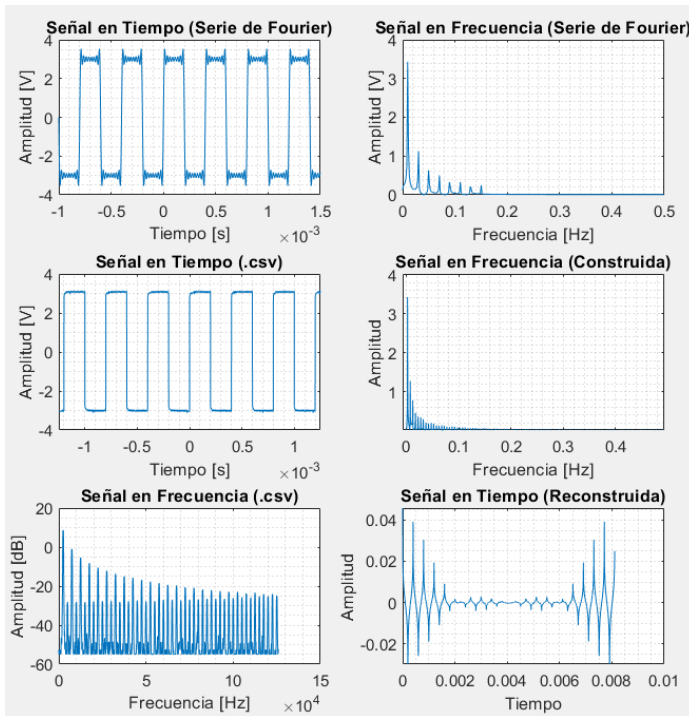 Señal en Tiempo (Serie de Fourier)
Amplitud [V]
4
2
0
-2
-4
-1 -0.5 0 0.5 1 1.5
Tiempo [s]
×10⁻³
Señal en Frecuencia (Serie de Fourier)
Amplitud [V]
4
3
2
1
0
0 0.1 0.2 0.3 0.4 0.5
Frecuencia [Hz]
Señal en Tiempo (.csv)
Amplitud [V]
4
2
0
-2
-4
-1 -0.5 0 0.5 1
Tiempo [s]
×10⁻³
Señal en Frecuencia (Construida)
Amplitud
4
3
2
1
0 0.1 0.2 0.3 0.4
Frecuencia [Hz]
Señal en Frecuencia (.csv)
Amplitud [dB]
20
0
-20
-40
-60
0 5 10 15
Frecuencia [Hz]
×10⁴
Señal en Tiempo (Reconstruida)
Amplitud
0.04
0.02
0
-0.02
0 0.002 0.004 0.006 0.008 0.01
Tiempo